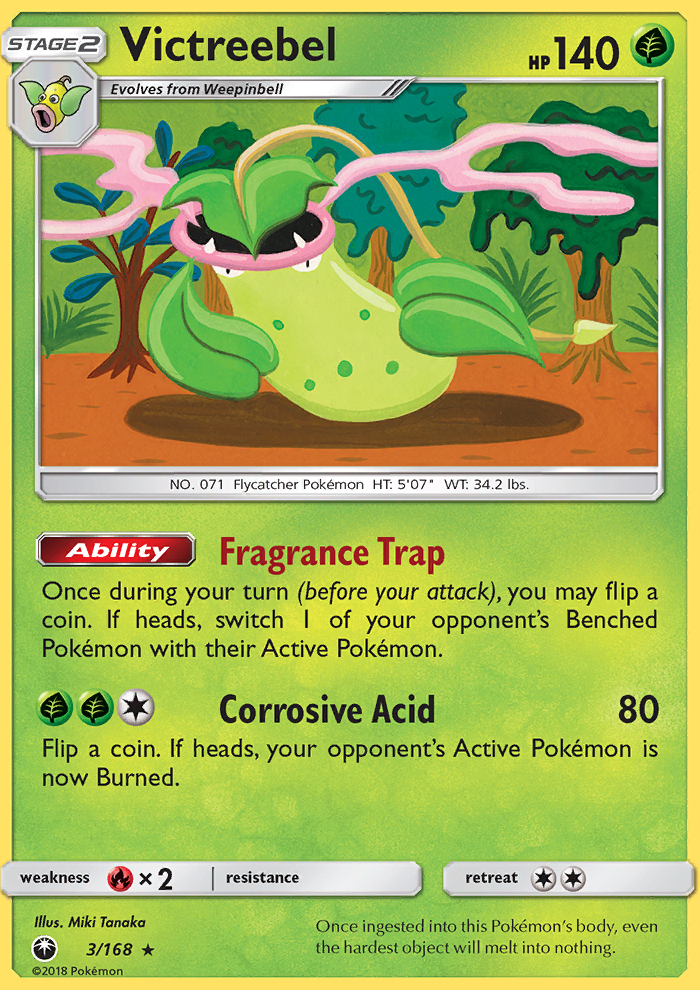 STAGE2
Victreebel
HP 140
Evolves from Weepinbell
NO. 071 Flycatcher Pokémon HT: 5'07" WT: 34.2 lbs.
Ability Fragrance Trap
Once during your turn (before your attack), you may flip a
coin. If heads, switch 1 of your opponent's Benched
Pokémon with their Active Pokémon.
Corrosive Acid 80
Flip a coin. If heads, your opponent's Active Pokémon is
now Burned.
weakness × 2 resistance retreat
Illus. Miki Tanaka
3/168
©2018 Pokémon
Once ingested into this Pokémon's body, even
the hardest object will melt into nothing.